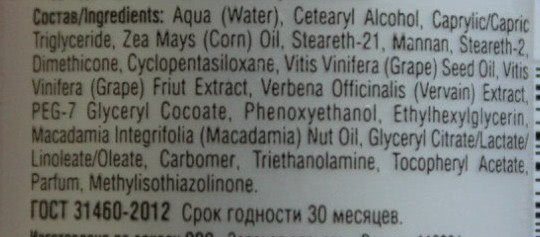 Состав/Ingredients: Aqua (Water), Cetearyl Alcohol, Caprylic/Capric
Triglyceride, Zea Mays (Corn) Oil, Steareth-21, Mannan, Steareth-2,
Dimethicone, Cyclopentasiloxane, Vitis Vinifera (Grape) Seed Oil, Vitis
Vinifera (Grape) Friut Extract, Verbena Officinalis (Vervain) Extract,
PEG-7 Glyceryl Cocoate, Phenoxyethanol, Ethylhexylglycerin,
Macadamia Integrifolia (Macadamia) Nut Oil, Glyceryl Citrate/Lactate/
Linoleate/Oleate, Carbomer, Triethanolamine, Tocopheryl Acetate,
Parfum, Methylisothiazolinone.
ГОСТ 31460-2012 Срок годности 30 месяцев.